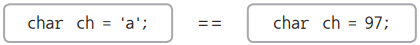 char ch = 'a'; == char ch = 97;